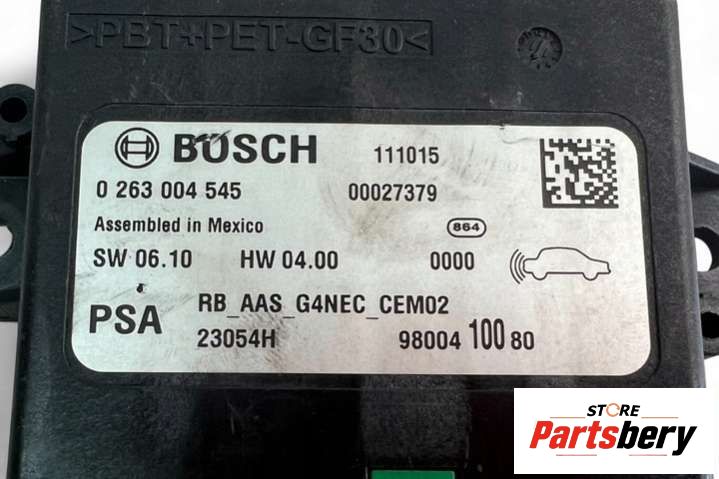 >PBT+PET-GF30<
BOSCH 111015
0 263 004 545 00027379
Assembled in Mexico 864
SW 06.10 HW 04.00 0000
PSA RB_AAS_G4NEC_CEM02
23054H 98004 100 80
STORE
Partsbery